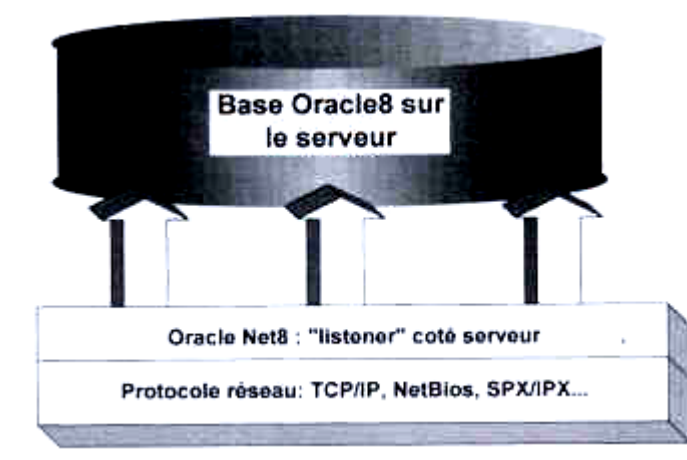 Base Oracle8 sur
le serveur
Oracle Net8 : "listener" coté serveur
Protocole réseau: TCP/IP, NetBios, SPX/IPX...